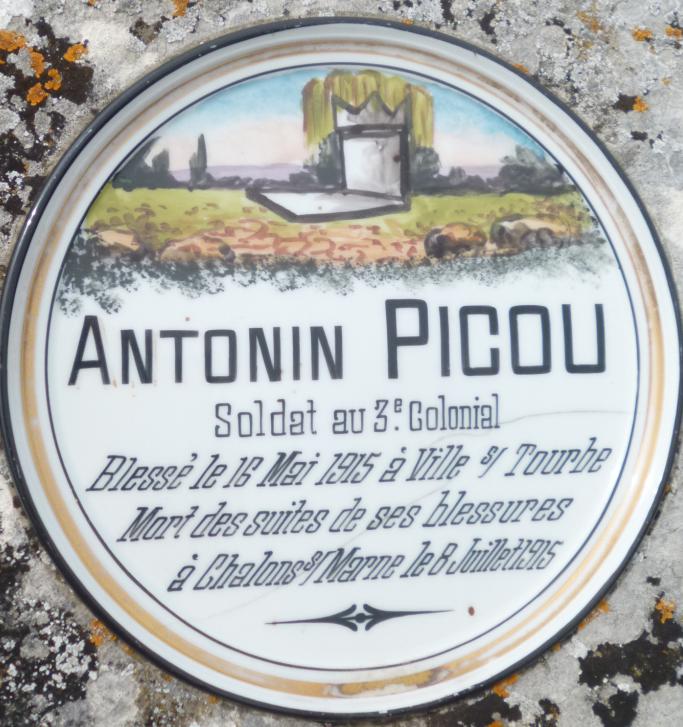 ANTONIN PICOU
Soldat au 3e. Colonial
Blessé le 16 Mai 1915 à Ville s/ Tourbe
Mort des suites de ses blessures
à Chalons s/ Marne le 8 Juillet 1915